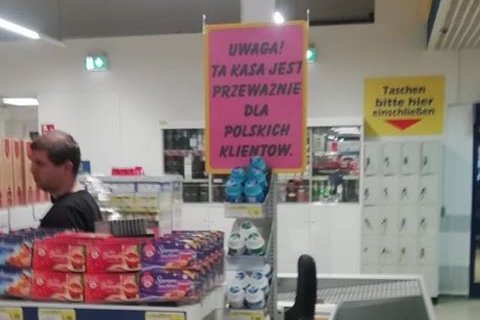 UWAGA!
TA KASA JEST
PRZEWAZNIE
DLA
POLSKICH
KLIENTOW.
Taschen
bitte hier
einschließen